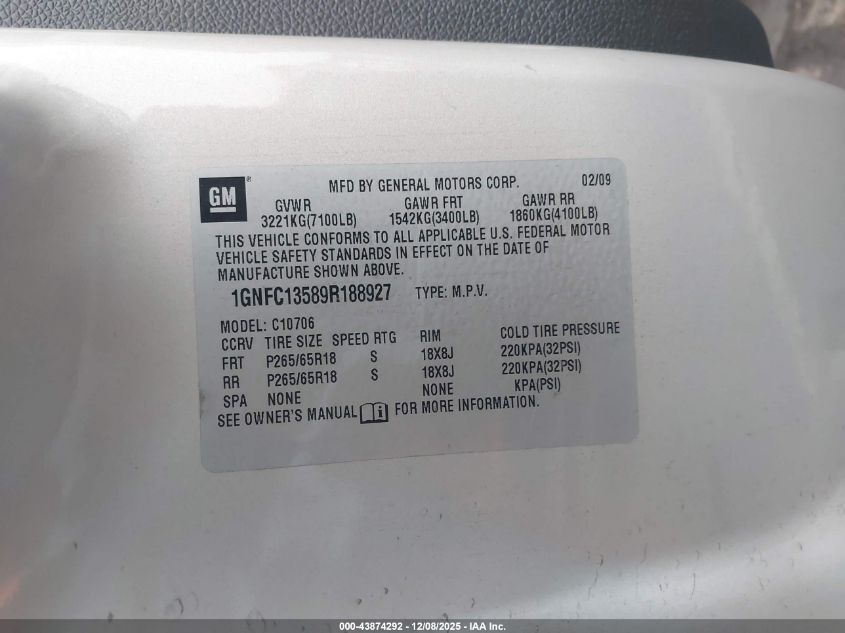 GM ®
MFD BY GENERAL MOTORS CORP. 02/09
GVWR GAWR FRT GAWR RR
3221KG(7100LB) 1542KG(3400LB) 1860KG(4100LB)
THIS VEHICLE CONFORMS TO ALL APPLICABLE U.S. FEDERAL MOTOR
VEHICLE SAFETY STANDARDS IN EFFECT ON THE DATE OF
MANUFACTURE SHOWN ABOVE.
1GNFC13589R188927 TYPE: M.P.V.
MODEL: C10706
CCRV TIRE SIZE SPEED RTG RIM COLD TIRE PRESSURE
FRT P265/65R18 S 18X8J 220KPA(32PSI)
RR P265/65R18 S 18X8J 220KPA(32PSI)
SPA NONE NONE KPA(PSI)
SEE OWNER'S MANUAL FOR MORE INFORMATION.
000-43874292 - 12/08/2025 - IAA Inc.